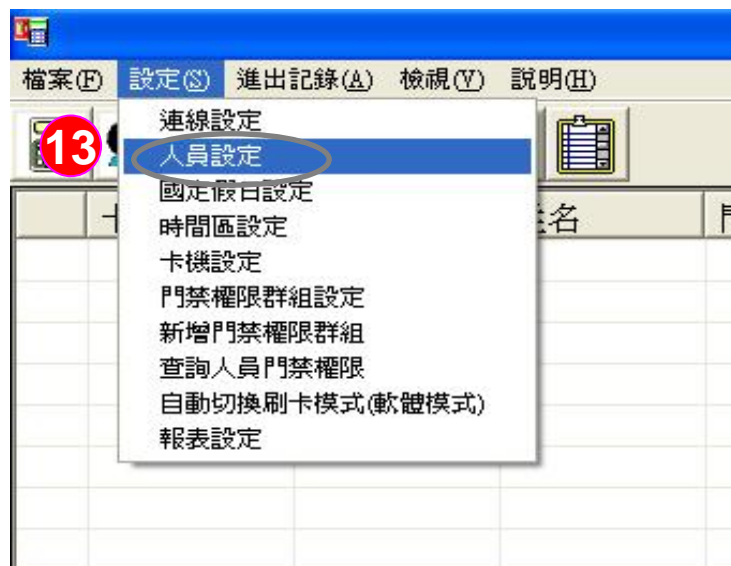 檔案(F) 設定(S) 進出記錄(A) 檢視(V) 說明(H)
13
連線設定
人員設定
國定假日設定
時間區設定
卡機設定
門禁權限群組設定
新增門禁權限群組
查詢人員門禁權限
自動切換刷卡模式(軟體模式)
報表設定
名